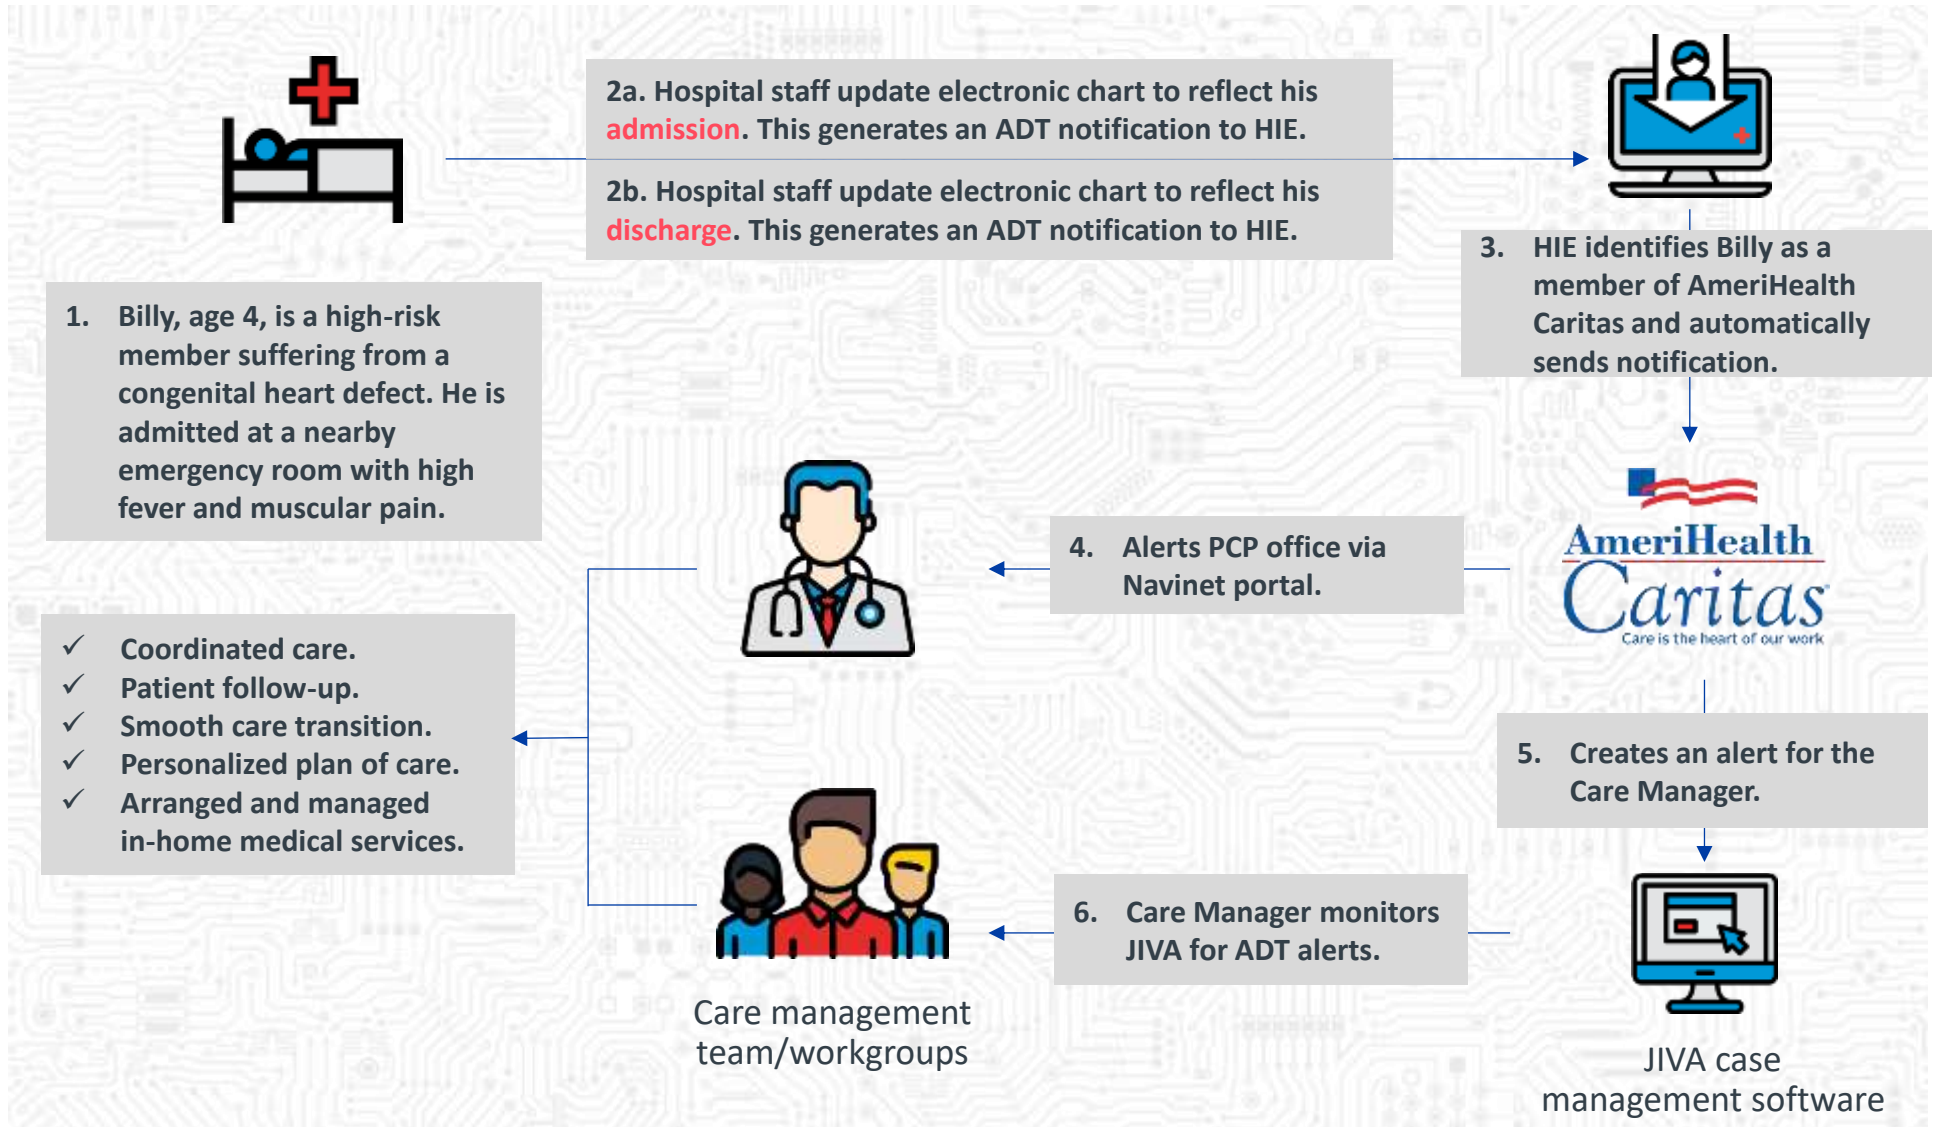 2a. Hospital staff update electronic chart to reflect his
admission. This generates an ADT notification to HIE.
2b. Hospital staff update electronic chart to reflect his
discharge. This generates an ADT notification to HIE.
3. HIE identifies Billy as a
member of AmeriHealth
Caritas and automatically
sends notification.
1. Billy, age 4, is a high-risk
member suffering from a
congenital heart defect. He is
admitted at a nearby
emergency room with high
fever and muscular pain.
AmeriHealth
Caritas
Care is the heart of our work
4. Alerts PCP office via
Navinet portal.
✓ Coordinated care.
✓ Patient follow-up.
✓ Smooth care transition.
✓ Personalized plan of care.
✓ Arranged and managed
in-home medical services.
5. Creates an alert for the
Care Manager.
6. Care Manager monitors
JIVA for ADT alerts.
Care management
team/workgroups
JIVA case
management software